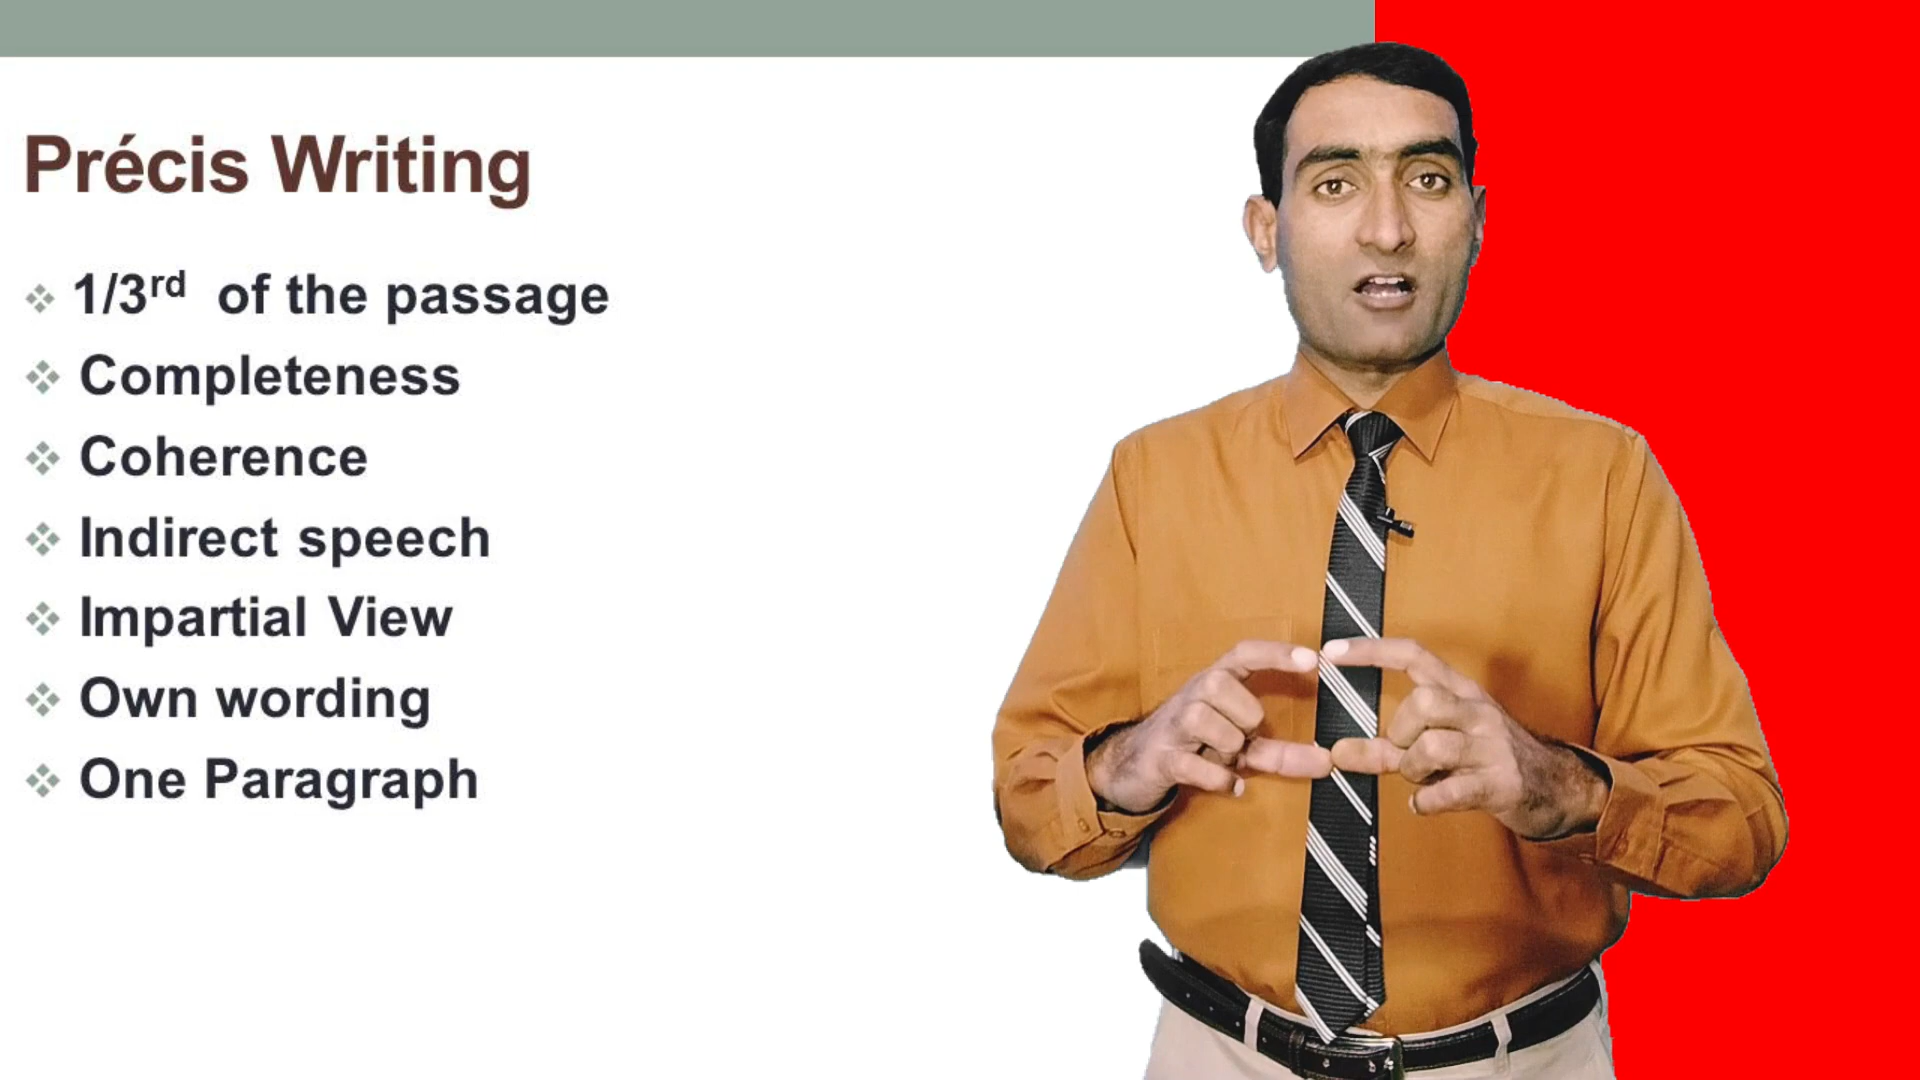 Précis Writing
1/3rd of the passage
Completeness
Coherence
Indirect speech
Impartial View
Own wording
One Paragraph